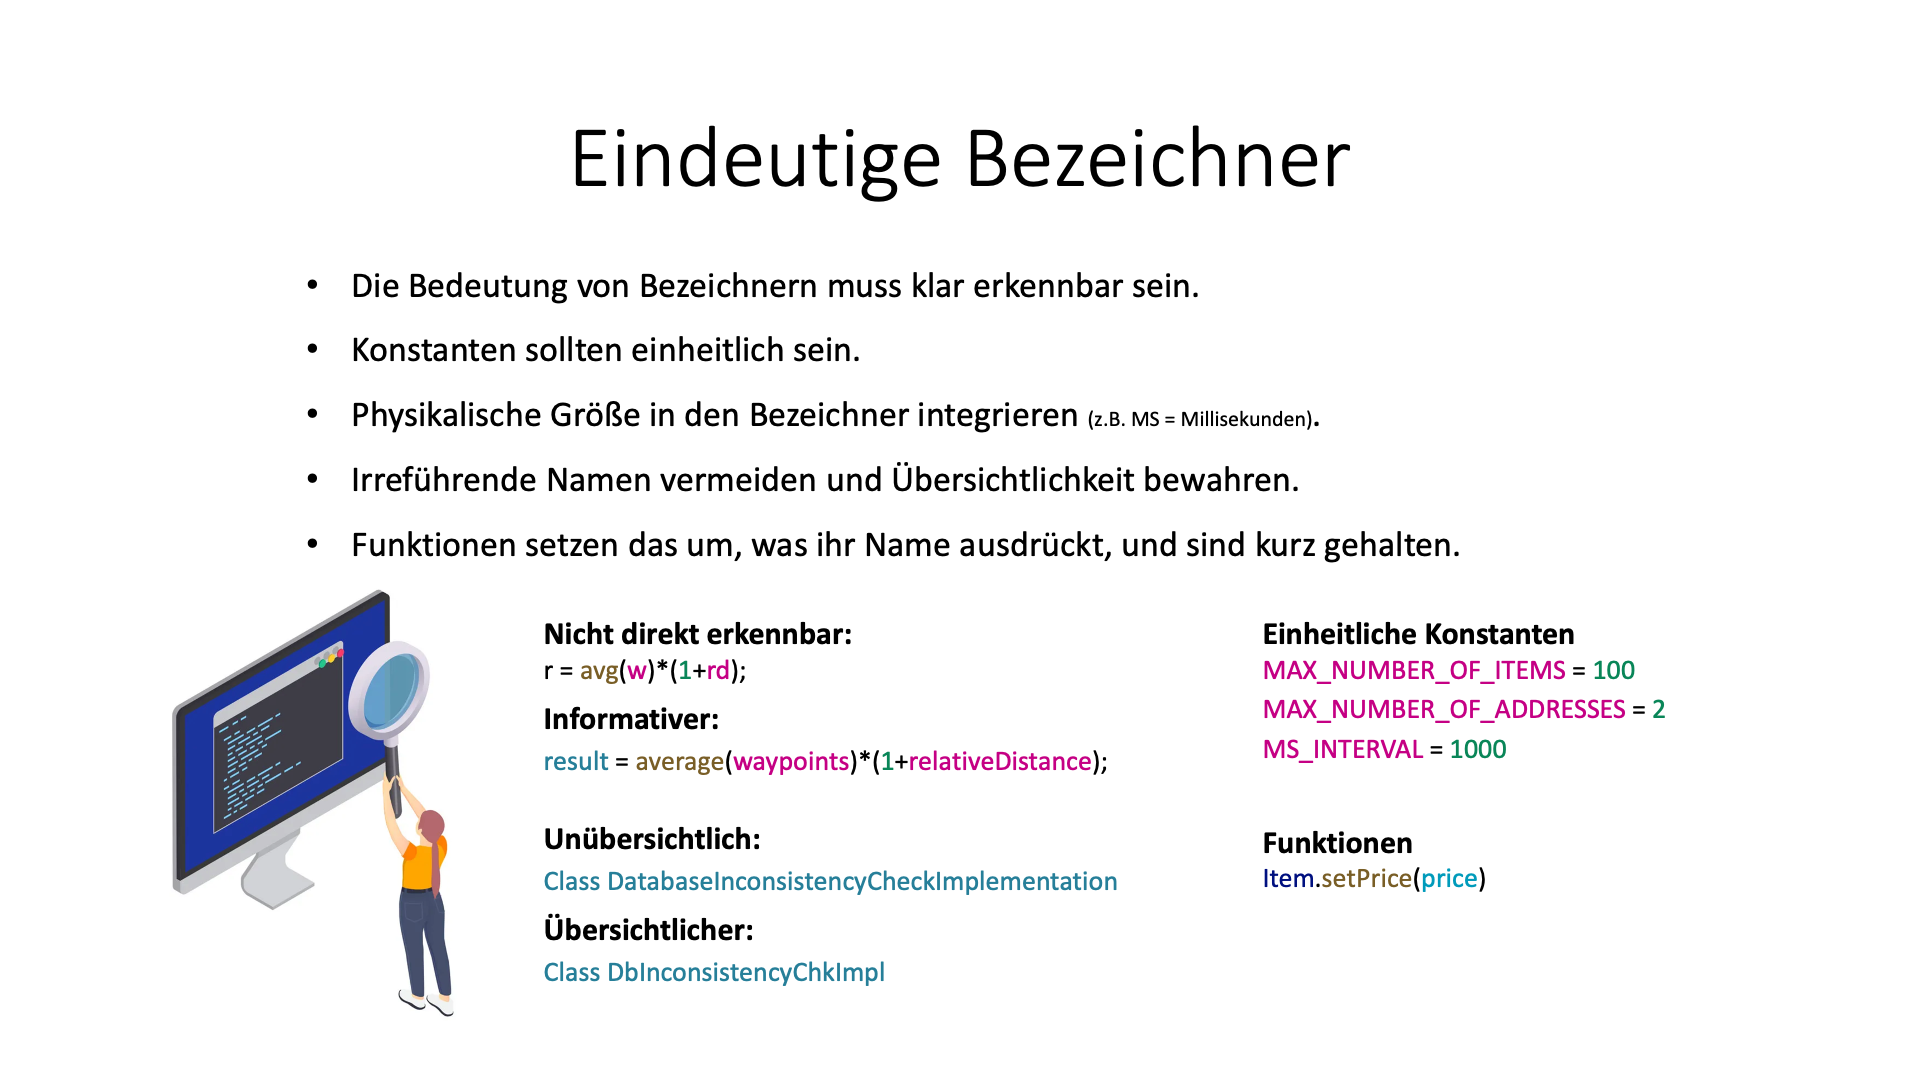 Eindeutige Bezeichner
• Die Bedeutung von Bezeichnern muss klar erkennbar sein.
• Konstanten sollten einheitlich sein.
• Physikalische Größe in den Bezeichner integrieren (z.B. MS = Millisekunden).
• Irreführende Namen vermeiden und Übersichtlichkeit bewahren.
• Funktionen setzen das um, was ihr Name ausdrückt, und sind kurz gehalten.
Nicht direkt erkennbar:
r = avg(w)*(1+rd);
Informativer:
result = average(waypoints)*(1+relativeDistance);
Unübersichtlich:
Class DatabaseInconsistencyCheckImplementation
Übersichtlicher:
Class DbInconsistencyChkImpl
Einheitliche Konstanten
MAX_NUMBER_OF_ITEMS = 100
MAX_NUMBER_OF_ADDRESSES = 2
MS_INTERVAL = 1000
Funktionen
Item.setPrice(price)